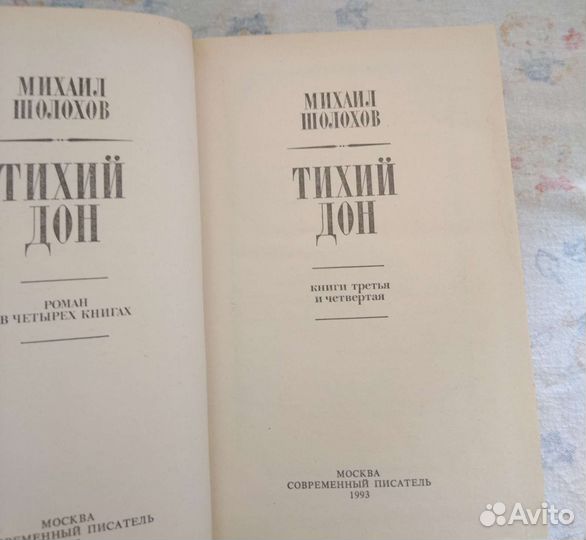 МИХАИЛ
ШОЛОХОВ
ТИХИЙ
ДОН
РОМАН
В ЧЕТЫРЕХ КНИГАХ
МОСКВА
СОВРЕМЕННЫЙ ПИСАТЕЛЬ
МИХАИЛ
ШОЛОХОВ
ТИХИЙ
ДОН
книги третья
и четвертая
МОСКВА
СОВРЕМЕННЫЙ ПИСАТЕЛЬ
1993
Avito